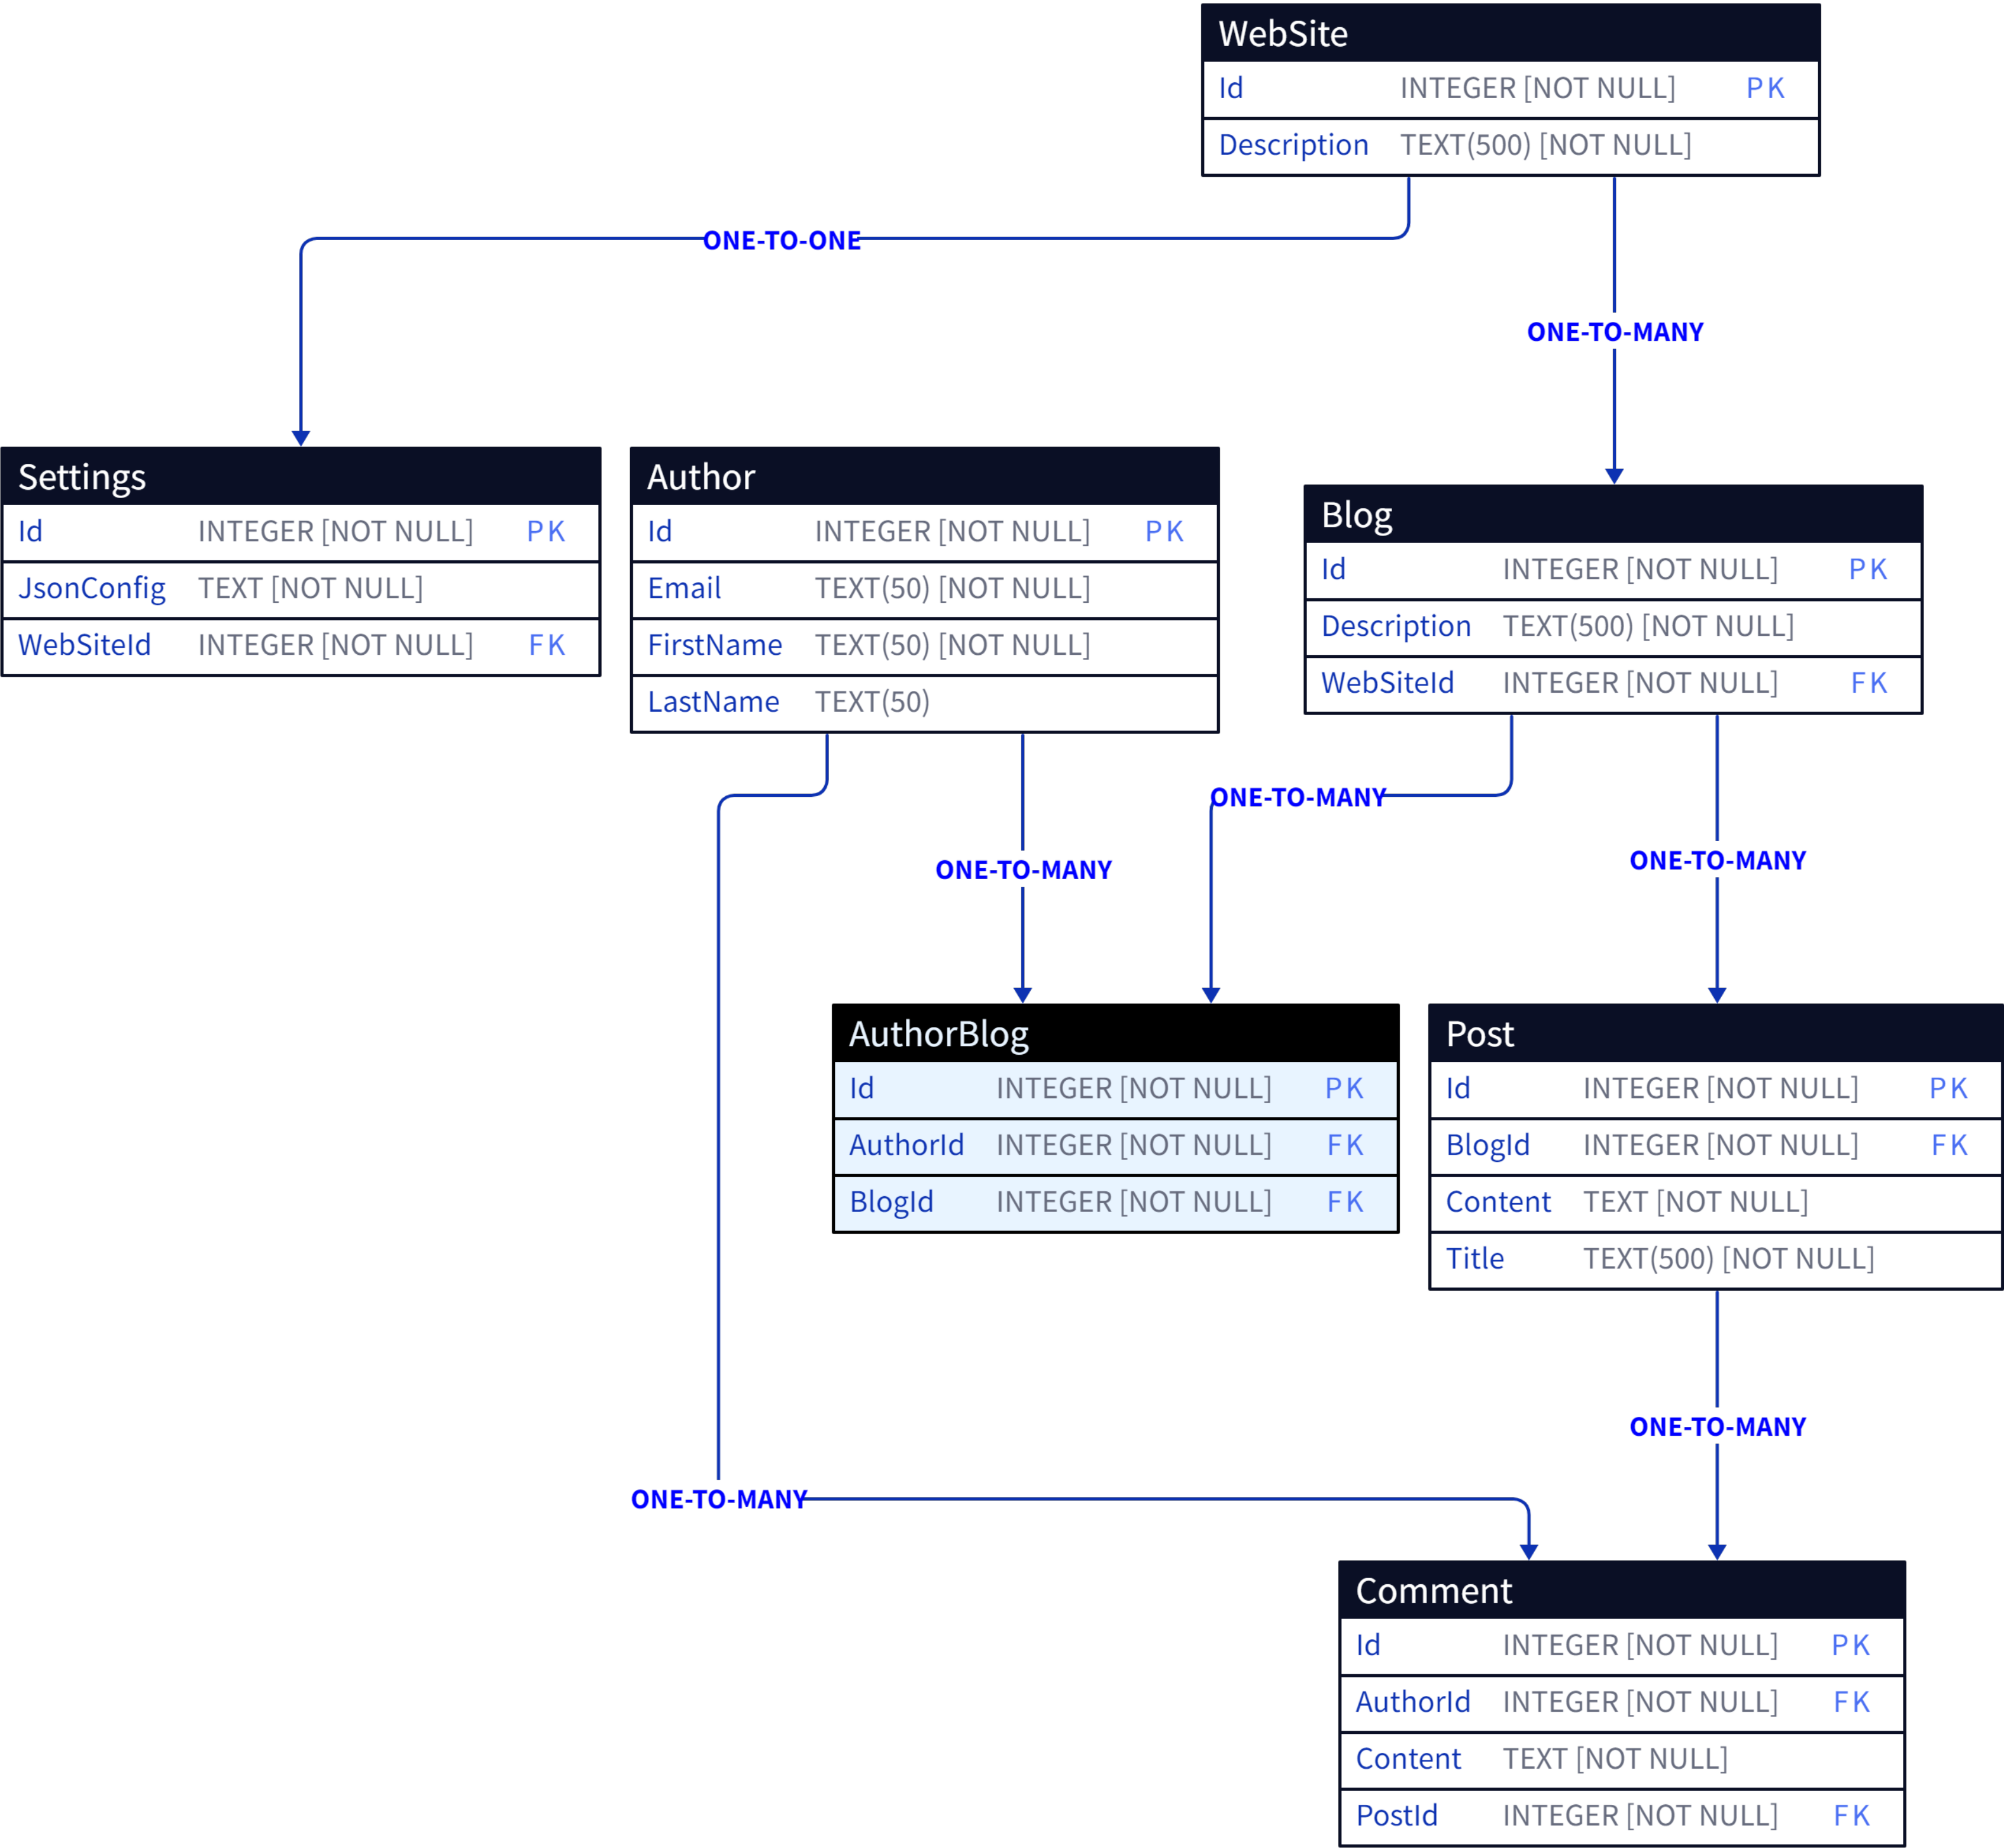 WebSite
Id INTEGER [NOT NULL] PK
Description TEXT(500) [NOT NULL]
ONE-TO-ONE
ONE-TO-MANY
Settings
Id INTEGER [NOT NULL] PK
JsonConfig TEXT [NOT NULL]
WebSiteId INTEGER [NOT NULL] FK
Author
Id INTEGER [NOT NULL] PK
Email TEXT(50) [NOT NULL]
FirstName TEXT(50) [NOT NULL]
LastName TEXT(50)
Blog
Id INTEGER [NOT NULL] PK
Description TEXT(500) [NOT NULL]
WebSiteId INTEGER [NOT NULL] FK
ONE-TO-MANY
ONE-TO-MANY
ONE-TO-MANY
AuthorBlog
Id INTEGER [NOT NULL] PK
AuthorId INTEGER [NOT NULL] FK
BlogId INTEGER [NOT NULL] FK
Post
Id INTEGER [NOT NULL] PK
BlogId INTEGER [NOT NULL] FK
Content TEXT [NOT NULL]
Title TEXT(500) [NOT NULL]
ONE-TO-MANY
ONE-TO-MANY
Comment
Id INTEGER [NOT NULL] PK
AuthorId INTEGER [NOT NULL] FK
Content TEXT [NOT NULL]
PostId INTEGER [NOT NULL] FK